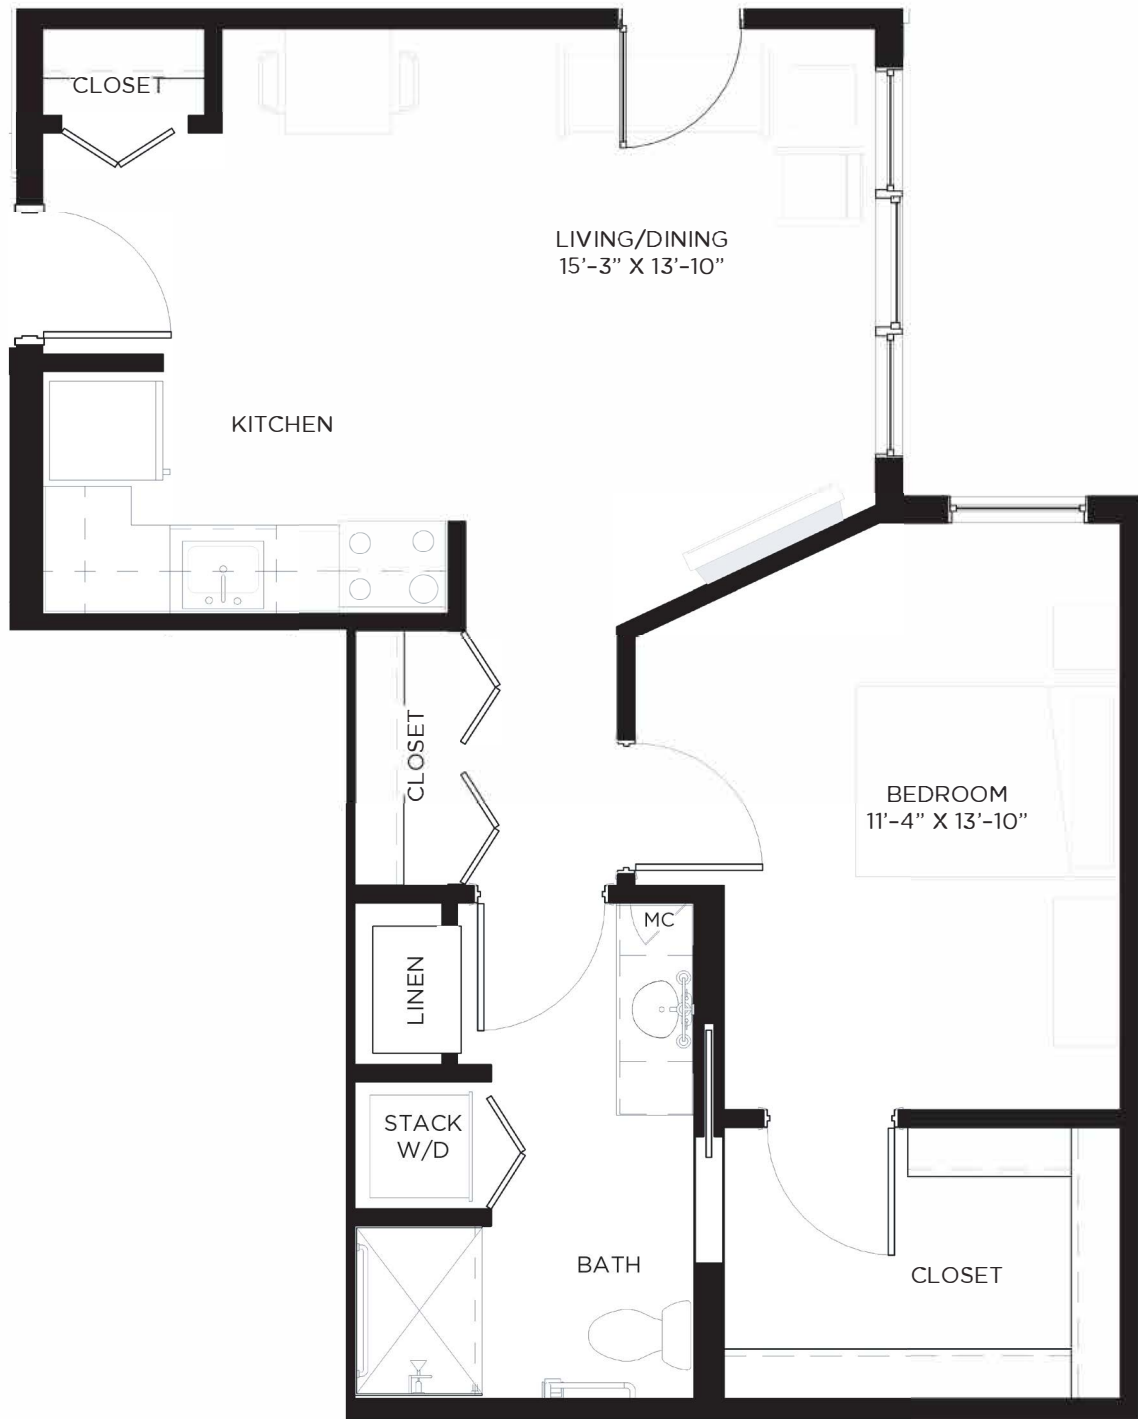 CLOSET
LIVING/DINING
15’-3” X 13’-10”
KITCHEN
CLOSET
BEDROOM
11’-4” X 13’-10”
MC
LINEN
STACK
W/D
BATH
CLOSET